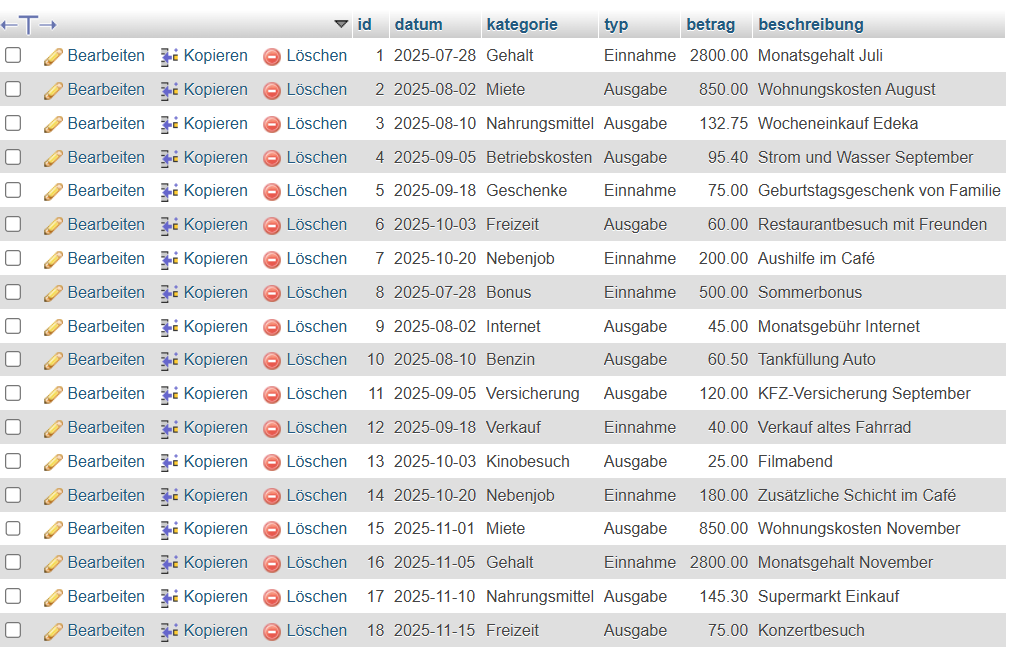 id datum kategorie typ betrag beschreibung
Bearbeiten Kopieren Löschen 1 2025-07-28 Gehalt Einnahme 2800.00 Monatsgehalt Juli
Bearbeiten Kopieren Löschen 2 2025-08-02 Miete Ausgabe 850.00 Wohnungskosten August
Bearbeiten Kopieren Löschen 3 2025-08-10 Nahrungsmittel Ausgabe 132.75 Wocheneinkauf Edeka
Bearbeiten Kopieren Löschen 4 2025-09-05 Betriebskosten Ausgabe 95.40 Strom und Wasser September
Bearbeiten Kopieren Löschen 5 2025-09-18 Geschenke Einnahme 75.00 Geburtstagsgeschenk von Familie
Bearbeiten Kopieren Löschen 6 2025-10-03 Freizeit Ausgabe 60.00 Restaurantbesuch mit Freunden
Bearbeiten Kopieren Löschen 7 2025-10-20 Nebenjob Einnahme 200.00 Aushilfe im Café
Bearbeiten Kopieren Löschen 8 2025-07-28 Bonus Einnahme 500.00 Sommerbonus
Bearbeiten Kopieren Löschen 9 2025-08-02 Internet Ausgabe 45.00 Monatsgebühr Internet
Bearbeiten Kopieren Löschen 10 2025-08-10 Benzin Ausgabe 60.50 Tankfüllung Auto
Bearbeiten Kopieren Löschen 11 2025-09-05 Versicherung Ausgabe 120.00 KFZ-Versicherung September
Bearbeiten Kopieren Löschen 12 2025-09-18 Verkauf Einnahme 40.00 Verkauf altes Fahrrad
Bearbeiten Kopieren Löschen 13 2025-10-03 Kinobesuch Ausgabe 25.00 Filmabend
Bearbeiten Kopieren Löschen 14 2025-10-20 Nebenjob Einnahme 180.00 Zusätzliche Schicht im Café
Bearbeiten Kopieren Löschen 15 2025-11-01 Miete Ausgabe 850.00 Wohnungskosten November
Bearbeiten Kopieren Löschen 16 2025-11-05 Gehalt Einnahme 2800.00 Monatsgehalt November
Bearbeiten Kopieren Löschen 17 2025-11-10 Nahrungsmittel Ausgabe 145.30 Supermarkt Einkauf
Bearbeiten Kopieren Löschen 18 2025-11-15 Freizeit Ausgabe 75.00 Konzertbesuch